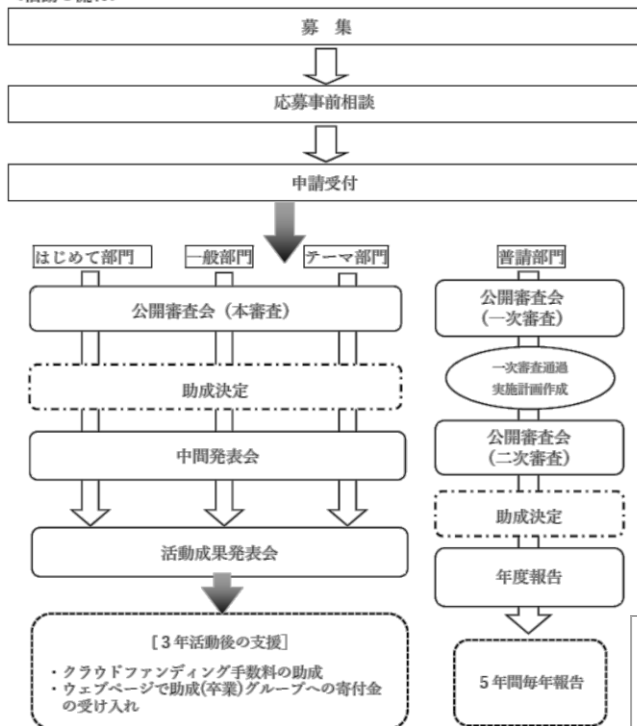 募　集
応募事前相談
申請受付
はじめて部門
一般部門
テーマ部門
普請部門
公開審査会（本審査）
助成決定
中間発表会
活動成果発表会
［３年活動後の支援］
・クラウドファンディング手数料の助成
・ウェブページで助成(卒業)グループへの寄付金
の受け入れ
公開審査会
（一次審査）
一次審査通過
実施計画作成
公開審査会
（二次審査）
助成決定
年度報告
５年間毎年報告